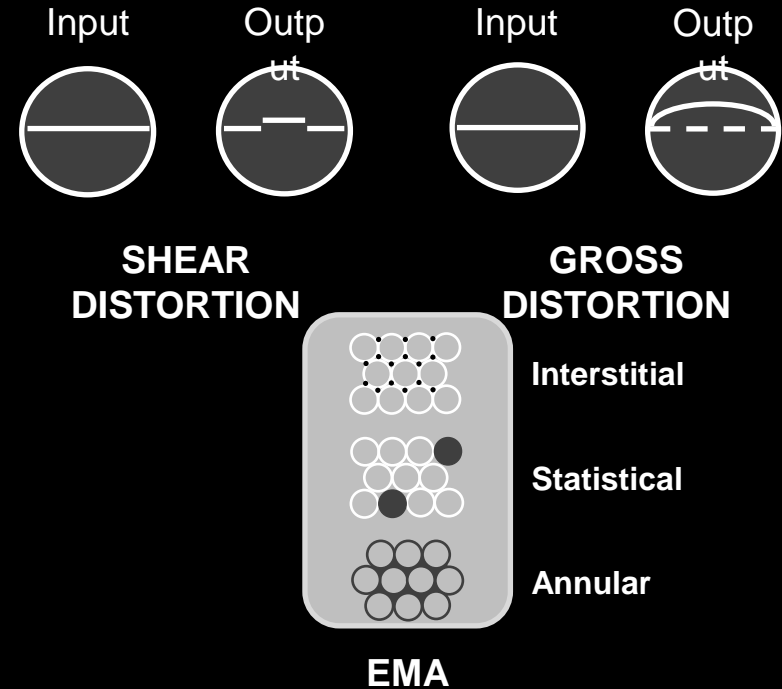 Input
Outp
ut
Input
Outp
ut
SHEAR
DISTORTION
GROSS
DISTORTION
Interstitial
Statistical
Annular
EMA